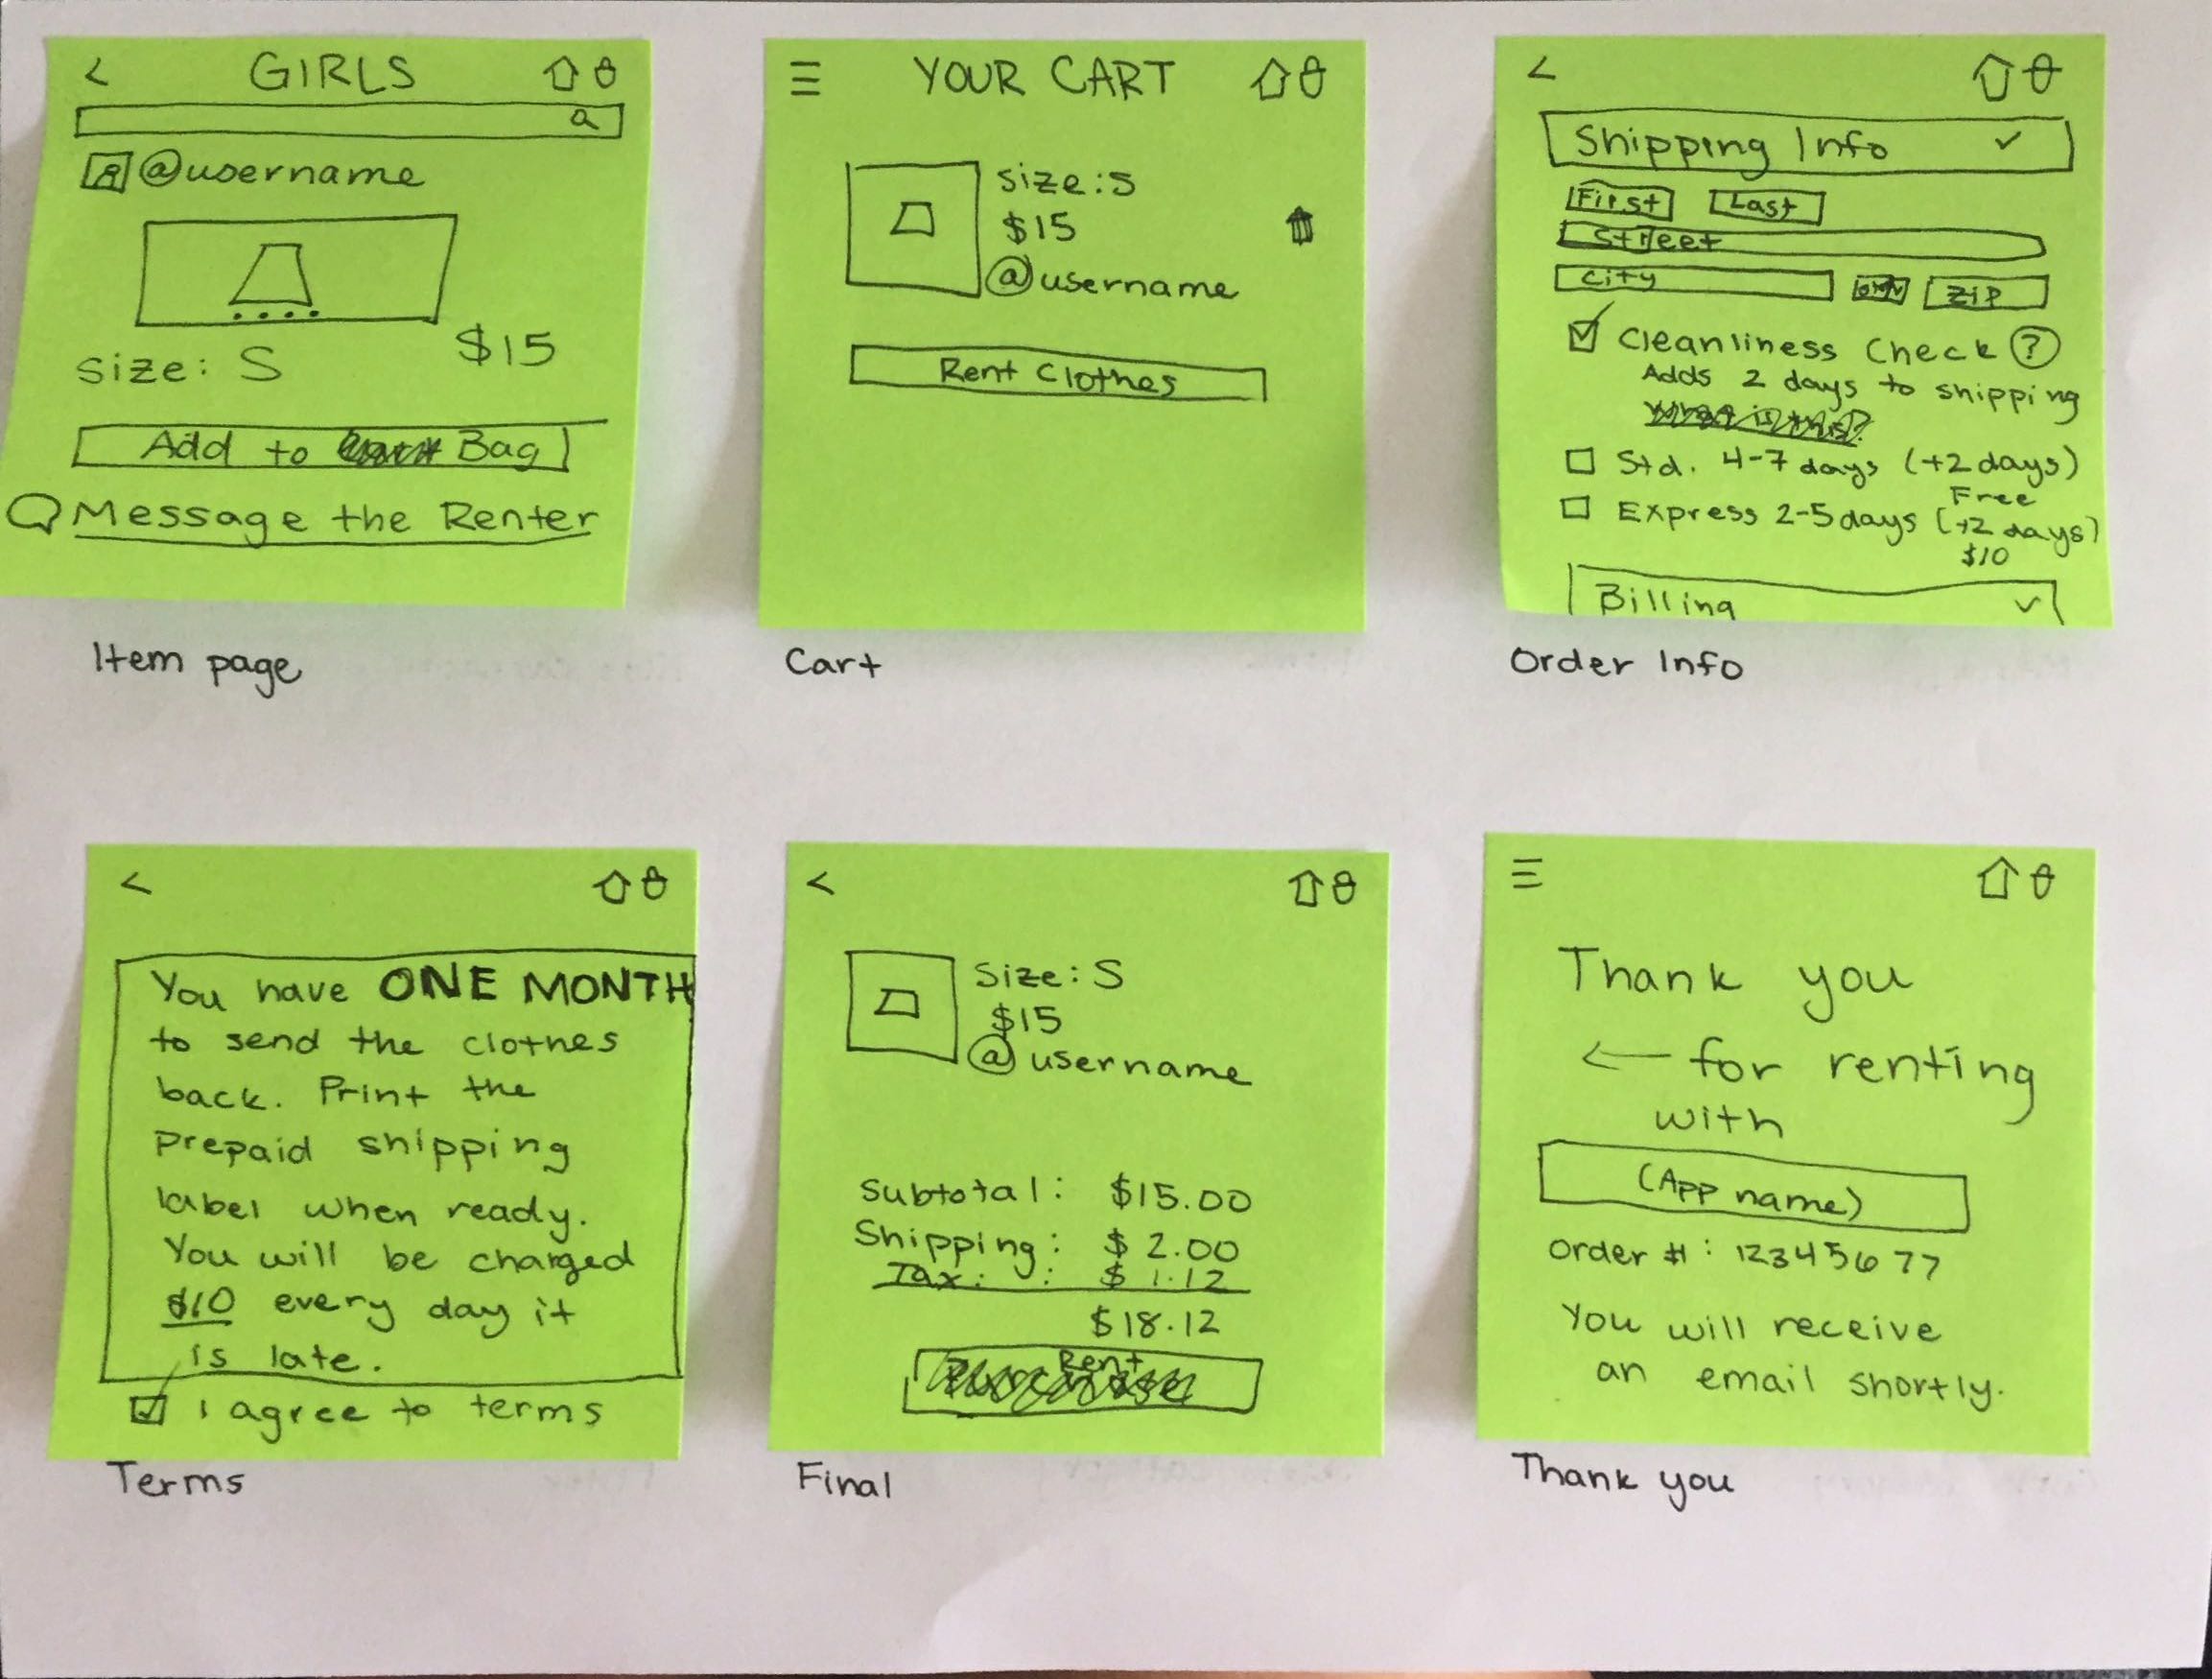 GIRLS
@username
$15
Size: S
Add to Bag
Message the Renter
Item page
YOUR CART
Size: S
$15
@username
Rent Clothes
Cart
Shipping Info
First Last
Street
City ZIP
Cleanliness Check ?
Adds 2 days to shipping
Std. 4-7 days (+2 days)
Free
Express 2-5 days (+2 days)
$10
Billing
Order Info
You have ONE MONTH
to send the clothes
back. Print the
prepaid shipping
label when ready.
You will be charged
$10 every day it
is late.
I agree to terms
Terms
Size: S
$15
@username
Subtotal: $15.00
Shipping: $2.00
Tax: : $1.12
$18.12
Rent
Final
Thank you
for renting
with
(App name)
Order #: 12345677
You will receive
an email shortly.
Thank you